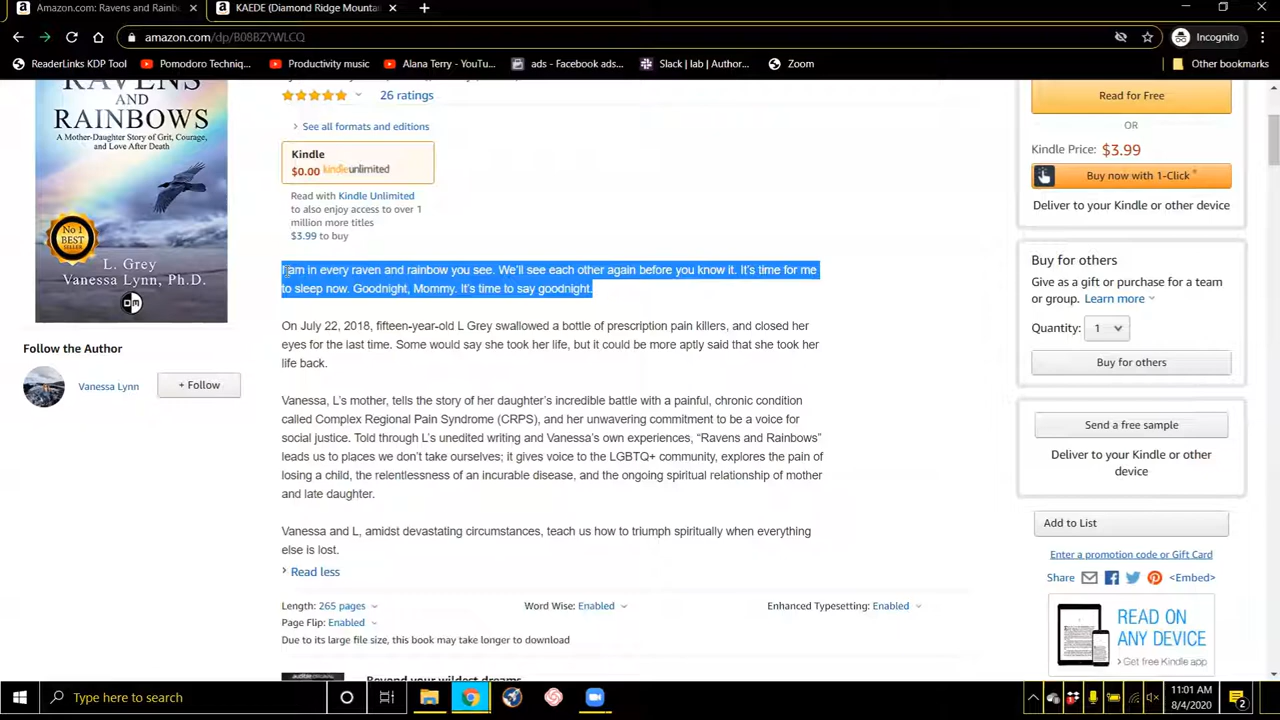 Amazon.com: Ravens and Rainb
KAEDE (Diamond Ridge Mounta
amazon.com/dp/B08BZYWLCQ
Incognito
ReaderLinks KDP Tool
Pomodoro Techniq...
Productivity music
Alana Terry - YouTu...
ads - Facebook ads...
Slack | lab | Author...
Zoom
Other bookmarks
RAVENS
AND
RAINBOWS
A Mother-Daughter Story of Grit, Courage,
and Love After Death
No 1
BEST
SELLER
L. Grey
Vanessa Lynn, Ph.D.
Follow the Author
Vanessa Lynn
+ Follow
26 ratings
See all formats and editions
Kindle
$0.00 kindleunlimited
Read with Kindle Unlimited
to also enjoy access to over 1
million more titles
$3.99 to buy
I am in every raven and rainbow you see. We'll see each other again before you know it. It's time for me
to sleep now. Goodnight, Mommy. It's time to say goodnight.
On July 22, 2018, fifteen-year-old L Grey swallowed a bottle of prescription pain killers, and closed her
eyes for the last time. Some would say she took her life, but it could be more aptly said that she took her
life back.
Vanessa, L's mother, tells the story of her daughter's incredible battle with a painful, chronic condition
called Complex Regional Pain Syndrome (CRPS), and her unwavering commitment to be a voice for
social justice. Told through L's unedited writing and Vanessa's own experiences, "Ravens and Rainbows"
leads us to places we don't take ourselves; it gives voice to the LGBTQ+ community, explores the pain of
losing a child, the relentlessness of an incurable disease, and the ongoing spiritual relationship of mother
and late daughter.
Vanessa and L, amidst devastating circumstances, teach us how to triumph spiritually when everything
else is lost.
Read less
Length: 265 pages
Word Wise: Enabled
Enhanced Typesetting: Enabled
Page Flip: Enabled
Due to its large file size, this book may take longer to download
Beyond your wildest dreams
Read for Free
OR
Kindle Price: $3.99
Buy now with 1-Click
Deliver to your Kindle or other device
Buy for others
Give as a gift or purchase for a team
or group. Learn more
Quantity: 1
Buy for others
Send a free sample
Deliver to your Kindle or other
device
Add to List
Enter a promotion code or Gift Card
Share
<Embed>
READ ON
ANY DEVICE
Get free Kindle app
Type here to search
11:01 AM
8/4/2020
2